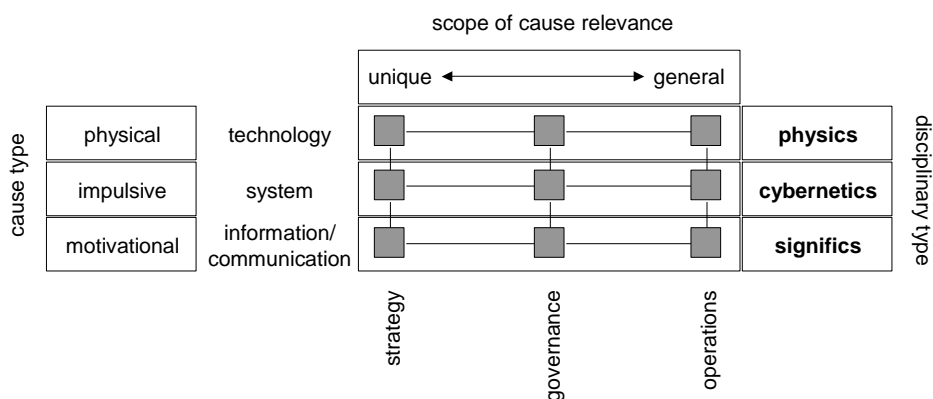 scope of cause relevance
unique general
cause type
physical technology physics
impulsive system cybernetics
motivational information/
communication significs
disciplinary type
strategy
governance
operations